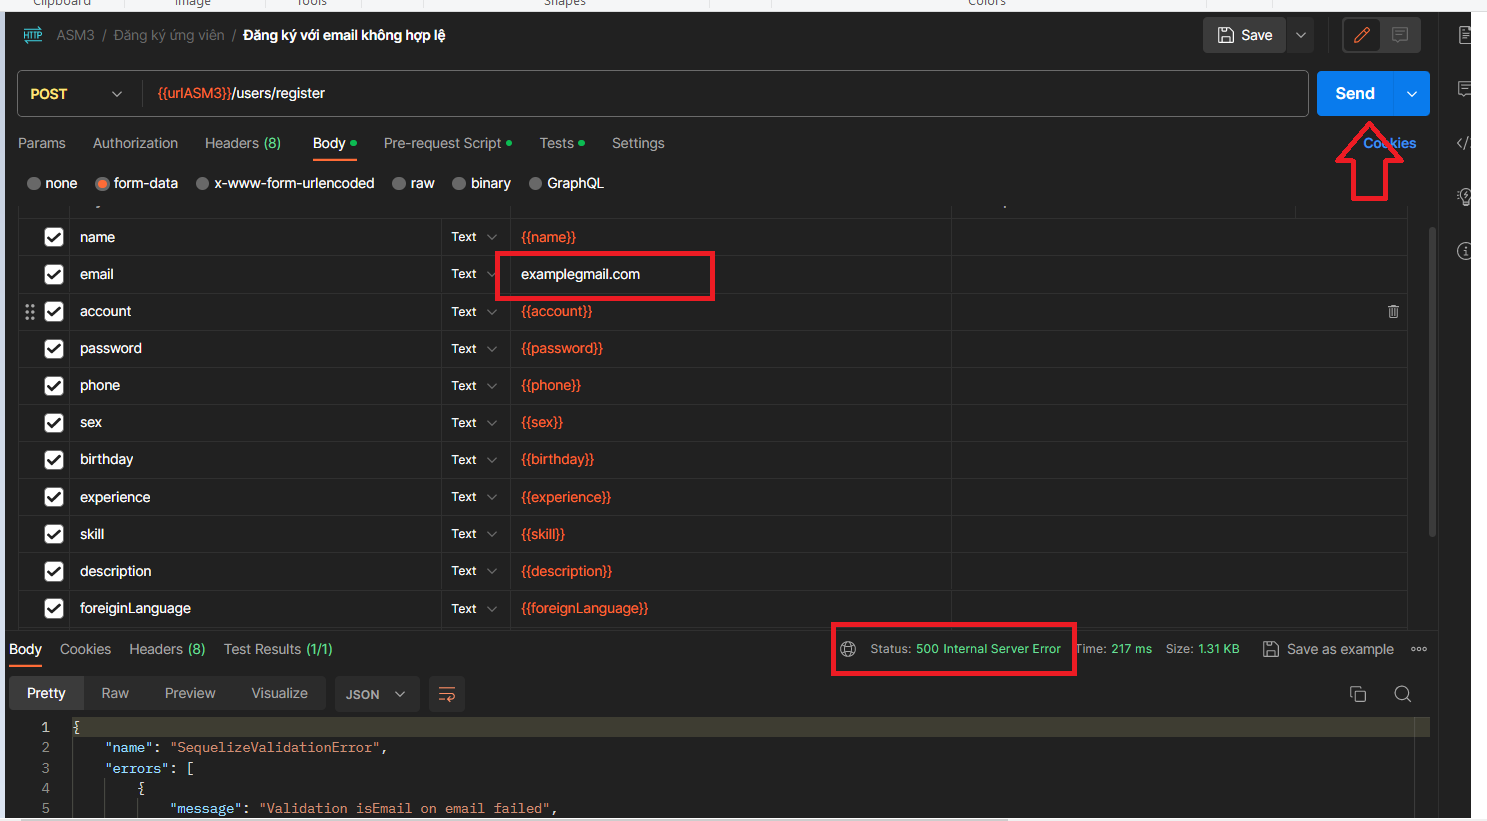 Clipboard Image Tools Shapes Colors
HTTP ASM3 / Đăng ký ứng viên / Đăng ký với email không hợp lệ Save
POST {{urlASM3}}/users/register Send
Params Authorization Headers (8) Body Pre-request Script Tests Settings Cookies
none form-data x-www-form-urlencoded raw binary GraphQL
name Text {{name}}
email Text examplegmail.com
account Text {{account}}
password Text {{password}}
phone Text {{phone}}
sex Text {{sex}}
birthday Text {{birthday}}
experience Text {{experience}}
skill Text {{skill}}
description Text {{description}}
foreiginLanguage Text {{foreignLanguage}}
Body Cookies Headers (8) Test Results (1/1) Status: 500 Internal Server Error Time: 217 ms Size: 1.31 KB Save as example
Pretty Raw Preview Visualize JSON
1 {
2 "name": "SequelizeValidationError",
3 "errors": [
4 {
5 "message": "Validation isEmail on email failed",